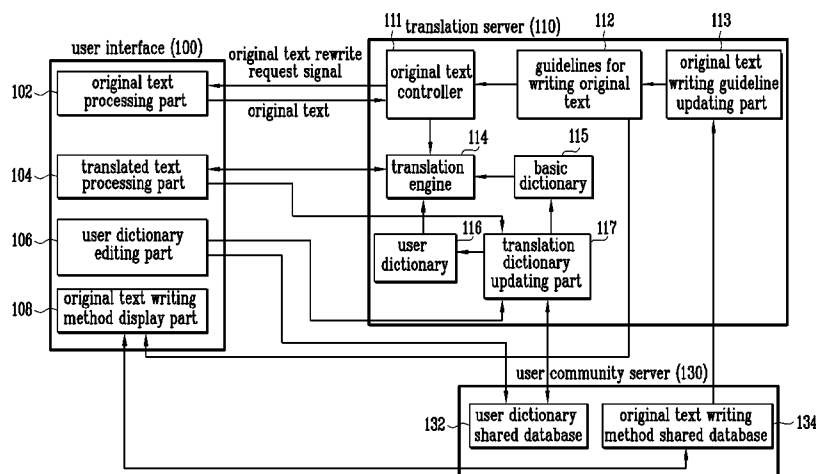 111
translation server (110)
112
113
user interface (100)
original text rewrite
request signal
original text
processing part
102
original text
controller
guidelines for
writing original
text
original text
writing guideline
updating part
original text
114
115
translated text
processing part
104
translation
engine
basic
dictionary
116
117
user dictionary
editing part
106
user
dictionary
translation
dictionary
updating part
original text writing
method display part
108
user community server (130)
132
user dictionary
shared database
original text writing
method shared database
134